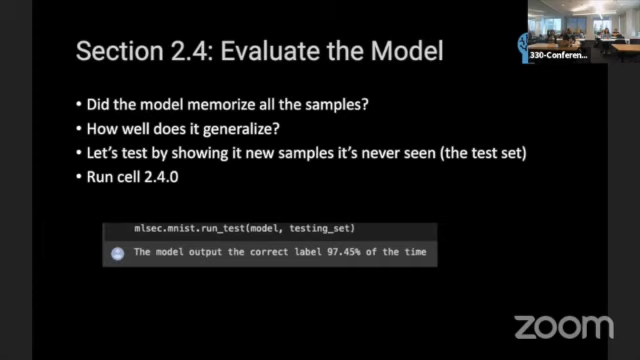 Section 2.4: Evaluate the Model
330-Conferen...
• Did the model memorize all the samples?
• How well does it generalize?
• Let's test by showing it new samples it's never seen (the test set)
• Run cell 2.4.0
mlsec.mnist.run_test(model, testing_set)
The model output the correct label 97.45% of the time
zoom